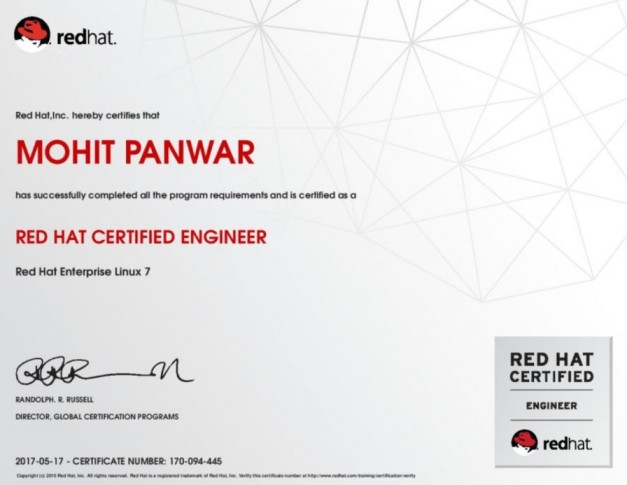 redhat.
Red Hat,Inc. hereby certifies that
MOHIT PANWAR
has successfully completed all the program requirements and is certified as a
RED HAT CERTIFIED ENGINEER
Red Hat Enterprise Linux 7
RANDOLPH. R. RUSSELL
DIRECTOR, GLOBAL CERTIFICATION PROGRAMS
2017-05-17 - CERTIFICATE NUMBER: 170-094-445
Copyright (c) 2010 Red Hat, Inc. All rights reserved. Red Hat is a registered trademark of Red Hat, Inc. Verify this certificate number at http://www.redhat.com/training/certification/verify
RED HAT
CERTIFIED
ENGINEER
redhat.